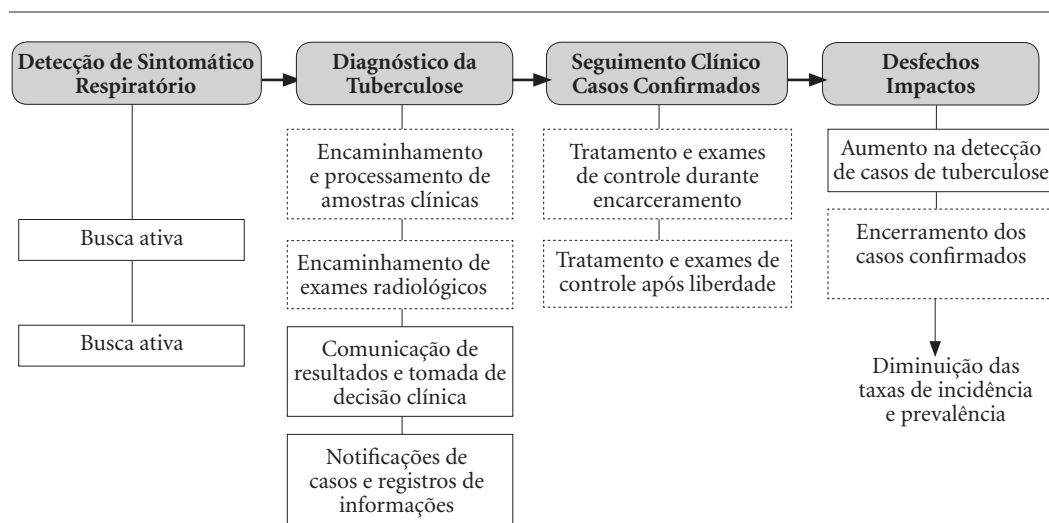 Detecção de Sintomático
Respiratório
Diagnóstico da
Tuberculose
Seguimento Clínico
Casos Confirmados
Desfechos
Impactos
Busca ativa
Busca ativa
Encaminhamento
e processamento de
amostras clínicas
Encaminhamento de
exames radiológicos
Comunicação de
resultados e tomada de
decisão clínica
Notificações de
casos e registros de
informações
Tratamento e exames
de controle durante
encarceramento
Tratamento e exames de
controle após liberdade
Aumento na detecção
de casos de tuberculose
Encerramento dos
casos confirmados
Diminuição das
taxas de incidência
e prevalência